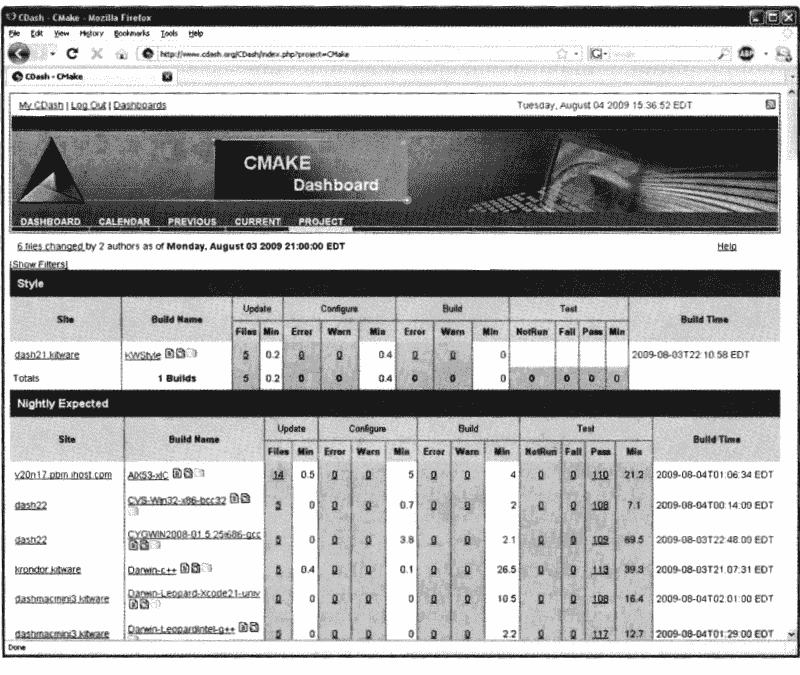 CDash - CMake - Mozilla Firefox
File Edit View History Bookmarks Tools Help
http://www.cdash.org/CDash/index.php?project=CMake
CDash - CMake
My CDash | Log Out | Dashboards Tuesday, August 04 2009 15:36:52 EDT
CMAKE
Dashboard
DASHBOARD CALENDAR PREVIOUS CURRENT PROJECT
6 files changed by 2 authors as of Monday, August 03 2009 21:00:00 EDT Help
[Show Filters]
Style
Site Build Name Update Configure Build Test Build Time
Files Min Error Warn Min Error Warn Min NotRun Fail Pass Min
dash21.kitware KWStyle 5 0.2 0 0 0.4 0 0 0 2009-08-03T22:10:58 EDT
Totals 1 Builds 5 0.2 0 0 0.4 0 0 0 0 0 0 0
Nightly Expected
Site Build Name Update Configure Build Test Build Time
Files Min Error Warn Min Error Warn Min NotRun Fail Pass Min
v20n17.pbm.ihost.com AIX53-xlC 14 0.5 0 0 5 0 0 4 0 0 110 21.2 2009-08-04T01:06:34 EDT
dash22 CVS-Win32-x86-bcc32 5 0 0 0 0.7 0 0 2 0 0 108 7.1 2009-08-04T00:14:00 EDT
dash22 CYGWIN2008-01.5.25i686-gcc 5 0 0 0 3.8 0 0 2.1 0 0 109 69.5 2009-08-03T22:48:00 EDT
krondor.kitware Darwin-c++ 5 0.4 0 0 0.1 0 0 26.5 0 0 113 39.3 2009-08-03T21:07:31 EDT
dashmacmini3.kitware Darwin-Leopard-Xcode21-univ 5 0 0 0 0 0 0 10.5 0 0 108 16.4 2009-08-04T02:01:00 EDT
dashmacmini3.kitware Darwin-LeopardIntel-g++ 5 0 0 0 0 0 0 2.2 0 0 117 12.7 2009-08-04T01:29:00 EDT
Done